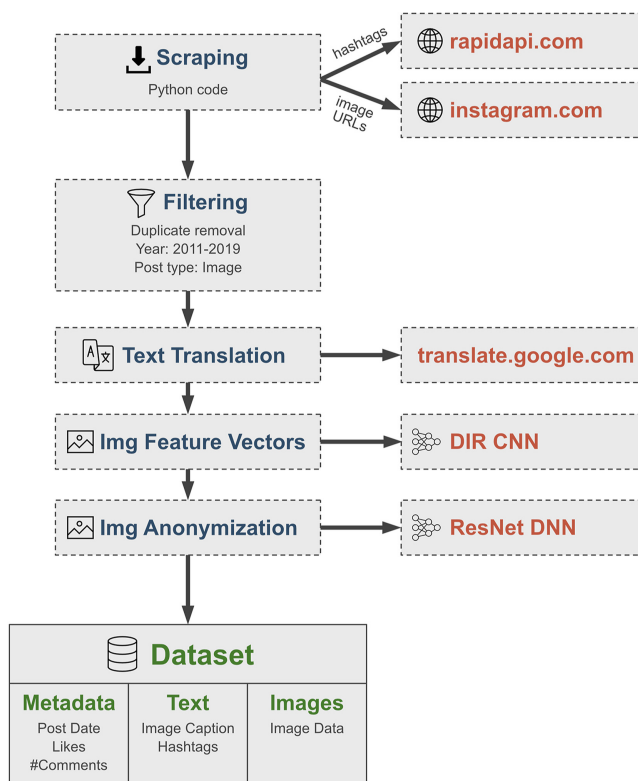 Scraping
Python code
hashtags
rapidapi.com
image
URLs
instagram.com
Filtering
Duplicate removal
Year: 2011-2019
Post type: Image
A
文
Text Translation
translate.google.com
Img Feature Vectors
DIR CNN
Img Anonymization
ResNet DNN
Dataset
Metadata
Post Date
Likes
#Comments
Text
Image Caption
Hashtags
Images
Image Data